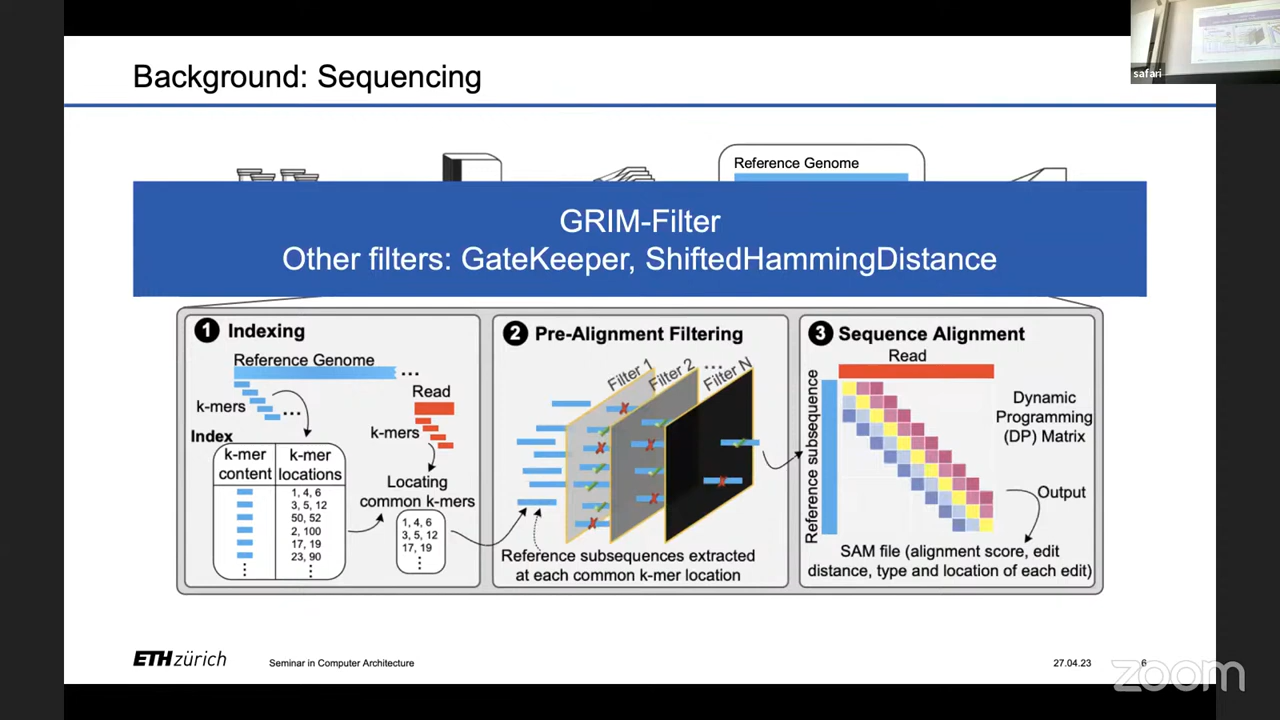 Background: Sequencing
safari
Reference Genome
GRIM-Filter
Other filters: GateKeeper, ShiftedHammingDistance
1 Indexing
Reference Genome
...
k-mers
...
Read
k-mers
Index
k-mer content
k-mer locations
1, 4, 6
3, 5, 12
50, 52
2, 100
17, 19
23, 90
Locating
common k-mers
1, 4, 6
3, 5, 12
17, 19
2 Pre-Alignment Filtering
Filter 1
Filter 2
...
Filter N
Reference subsequences extracted
at each common k-mer location
3 Sequence Alignment
Read
Reference subsequence
Dynamic
Programming
(DP) Matrix
Output
SAM file (alignment score, edit
distance, type and location of each edit)
ETH zürich
Seminar in Computer Architecture
27.04.23
6
zoom